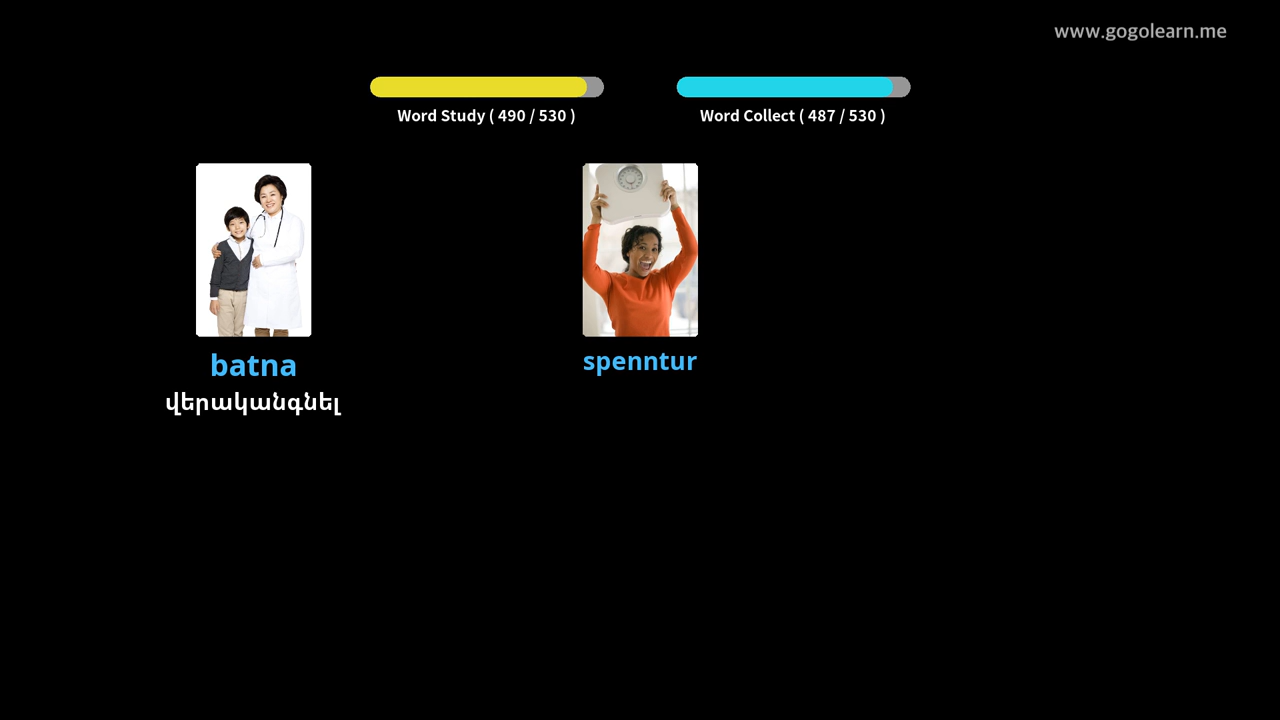 www.gogolearn.me
Word Study ( 490 / 530 )
Word Collect ( 487 / 530 )
batna
վերականգնել
spenntur